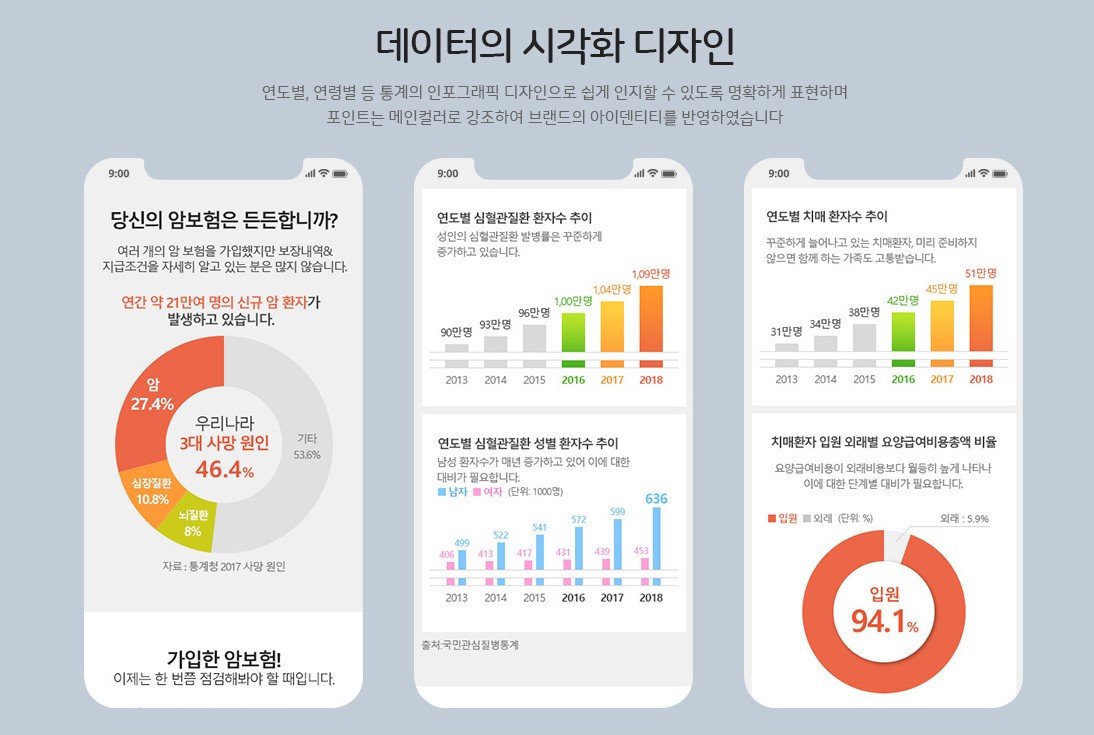 데이터의 시각화 디자인
연도별, 연령별 등 통계의 인포그래픽 디자인으로 쉽게 인지할 수 있도록 명확하게 표현하며
포인트는 메인컬러로 강조하여 브랜드의 아이덴티티를 반영하였습니다
9:00
당신의 암보험은 든든합니까?
여러 개의 암 보험을 가입했지만 보장내역&
지급조건을 자세히 알고 있는 분은 많지 않습니다.
연간 약 21만여 명의 신규 암 환자가
발생하고 있습니다.
암
27.4%
심장질환
10.8%
뇌질환
8%
우리나라
3대 사망 원인
46.4%
기타
53.6%
자료 : 통계청 2017 사망 원인
가입한 암보험!
이제는 한 번쯤 점검해봐야 할 때입니다.
9:00
연도별 심혈관질환 환자수 추이
성인의 심혈관질환 발병률은 꾸준하게
증가하고 있습니다.
90만명 93만명 96만명 1,00만명 1,04만명 1,09만명
2013 2014 2015 2016 2017 2018
연도별 심혈관질환 성별 환자수 추이
남성 환자수가 매년 증가하고 있어 이에 대한
대비가 필요합니다.
남자 여자 (단위: 1000명)
406 499 413 522 417 541 431 572 439 599 453 636
2013 2014 2015 2016 2017 2018
출처:국민관심질병통계
9:00
연도별 치매 환자수 추이
꾸준하게 늘어나고 있는 치매환자, 미리 준비하지
않으면 함께 하는 가족도 고통받습니다.
31만명 34만명 38만명 42만명 45만명 51만명
2013 2014 2015 2016 2017 2018
치매환자 입원 외래별 요양급여비용총액 비율
요양급여비용이 외래비용보다 월등히 높게 나타나
이에 대한 단계별 대비가 필요합니다.
입원 외래 (단위: %)
외래 : 5.9%
입원
94.1%